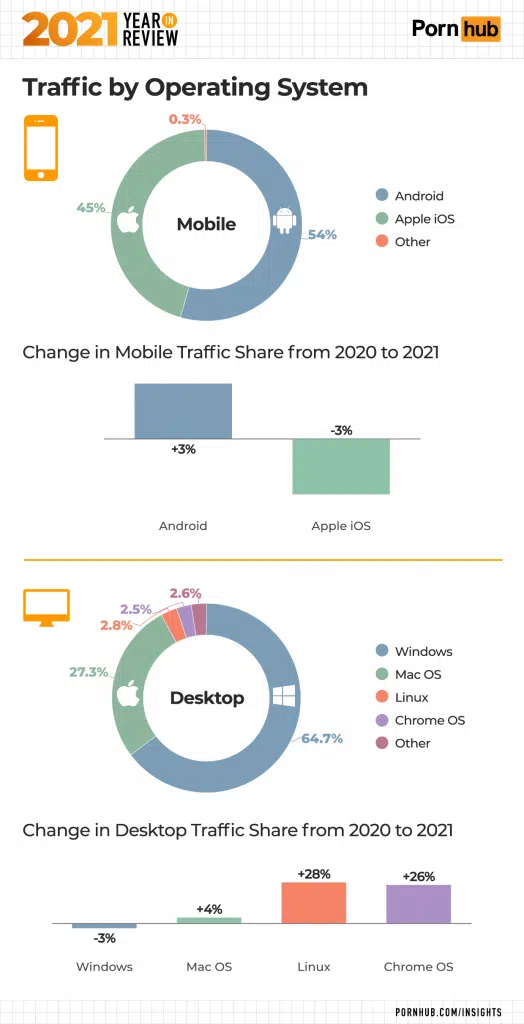 2021 YEAR IN REVIEW
Porn hub
Traffic by Operating System
0.3%
45%
Mobile
54%
Android
Apple iOS
Other
Change in Mobile Traffic Share from 2020 to 2021
-3%
+3%
Android Apple iOS
2.6%
2.5%
2.8%
27.3%
Desktop
64.7%
Windows
Mac OS
Linux
Chrome OS
Other
Change in Desktop Traffic Share from 2020 to 2021
+28% +26%
+4%
-3%
Windows Mac OS Linux Chrome OS
PORNHUB.COM/INSIGHTS